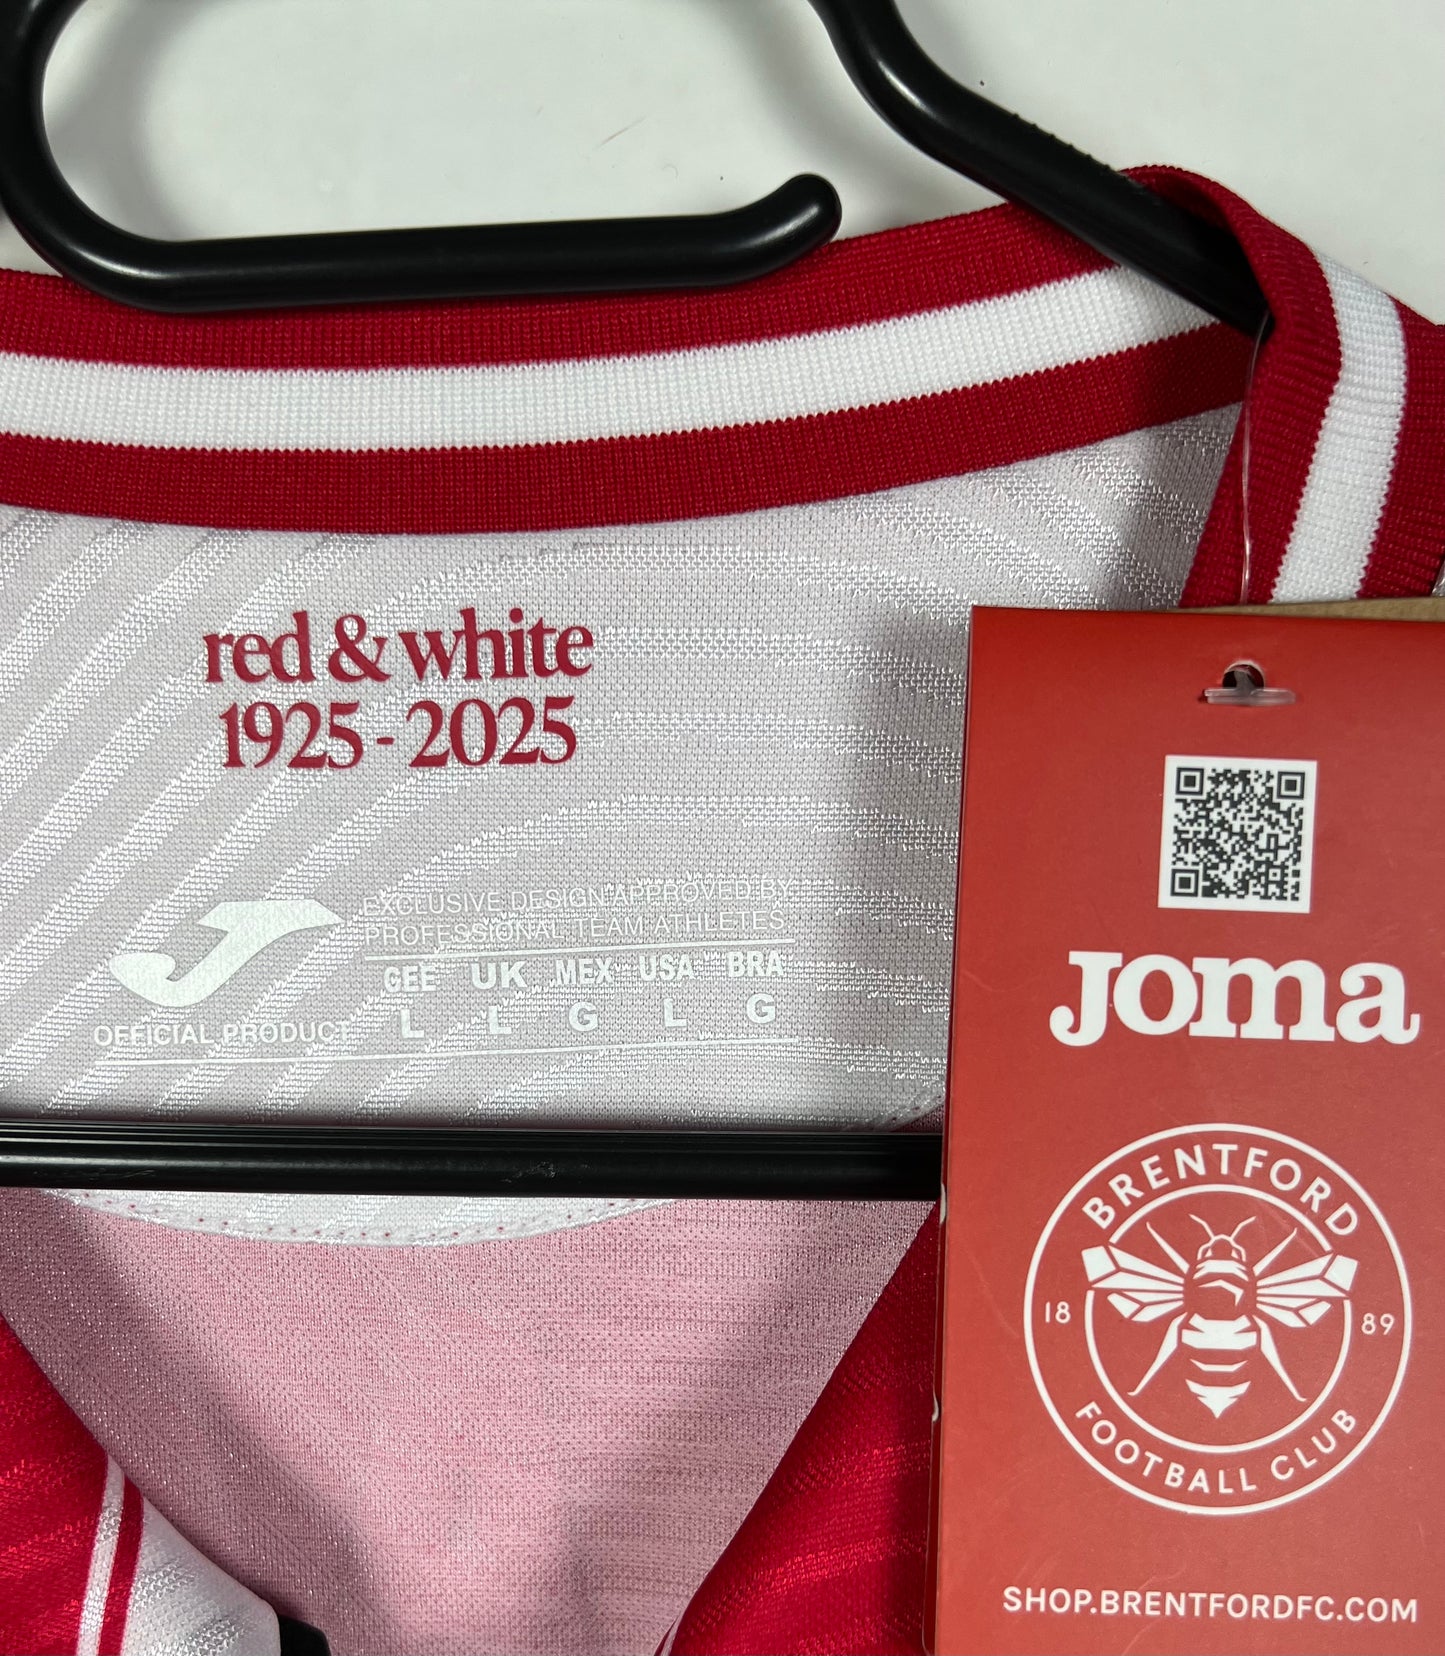 red & white
1925 - 2025
EXCLUSIVE DESIGN APPROVED BY
PROFESSIONAL TEAM ATHLETES
GEE UK MEX USA BRA
L L G L G
OFFICIAL PRODUCT
JOMA
BRENTFORD
18 89
FOOTBALL CLUB
SHOP.BRENTFORDFC.COM